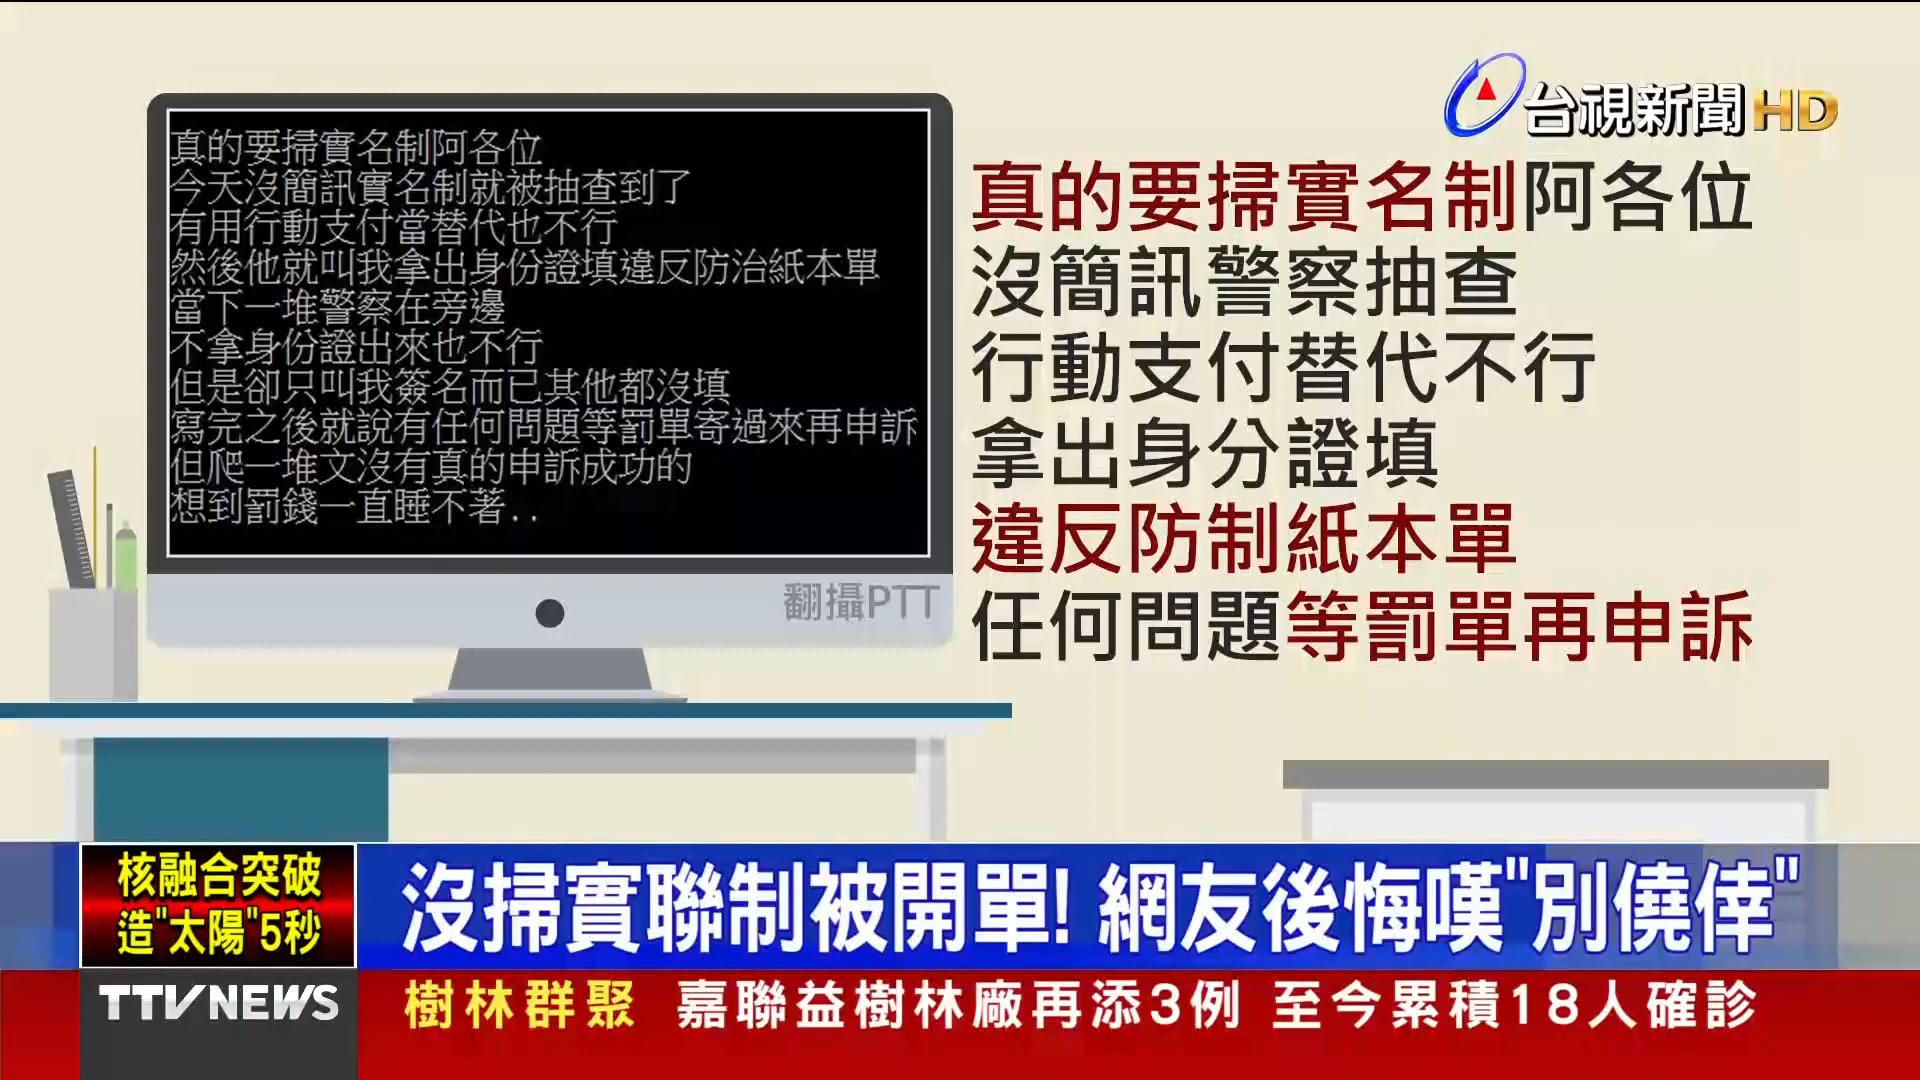 台視新聞HD
真的要掃實名制阿各位
今天沒簡訊實名制就被抽查到了
有用行動支付當替代也不行
然後他就叫我拿出身份證填違反防治紙本單
當下一堆警察在旁邊
不拿身份證出來也不行
但是卻只叫我簽名而已其他都沒填
寫完之後就說有任何問題等罰單寄過來再申訴
但爬一堆文沒有真的申訴成功的
想到罰錢一直睡不著..
翻攝PTT
真的要掃實名制阿各位
沒簡訊警察抽查
行動支付替代不行
拿出身分證填
違反防制紙本單
任何問題等罰單再申訴
核融合突破
造"太陽"5秒
沒掃實聯制被開單! 網友後悔嘆"別僥倖"
TTV NEWS
樹林群聚 嘉聯益樹林廠再添3例 至今累積18人確診